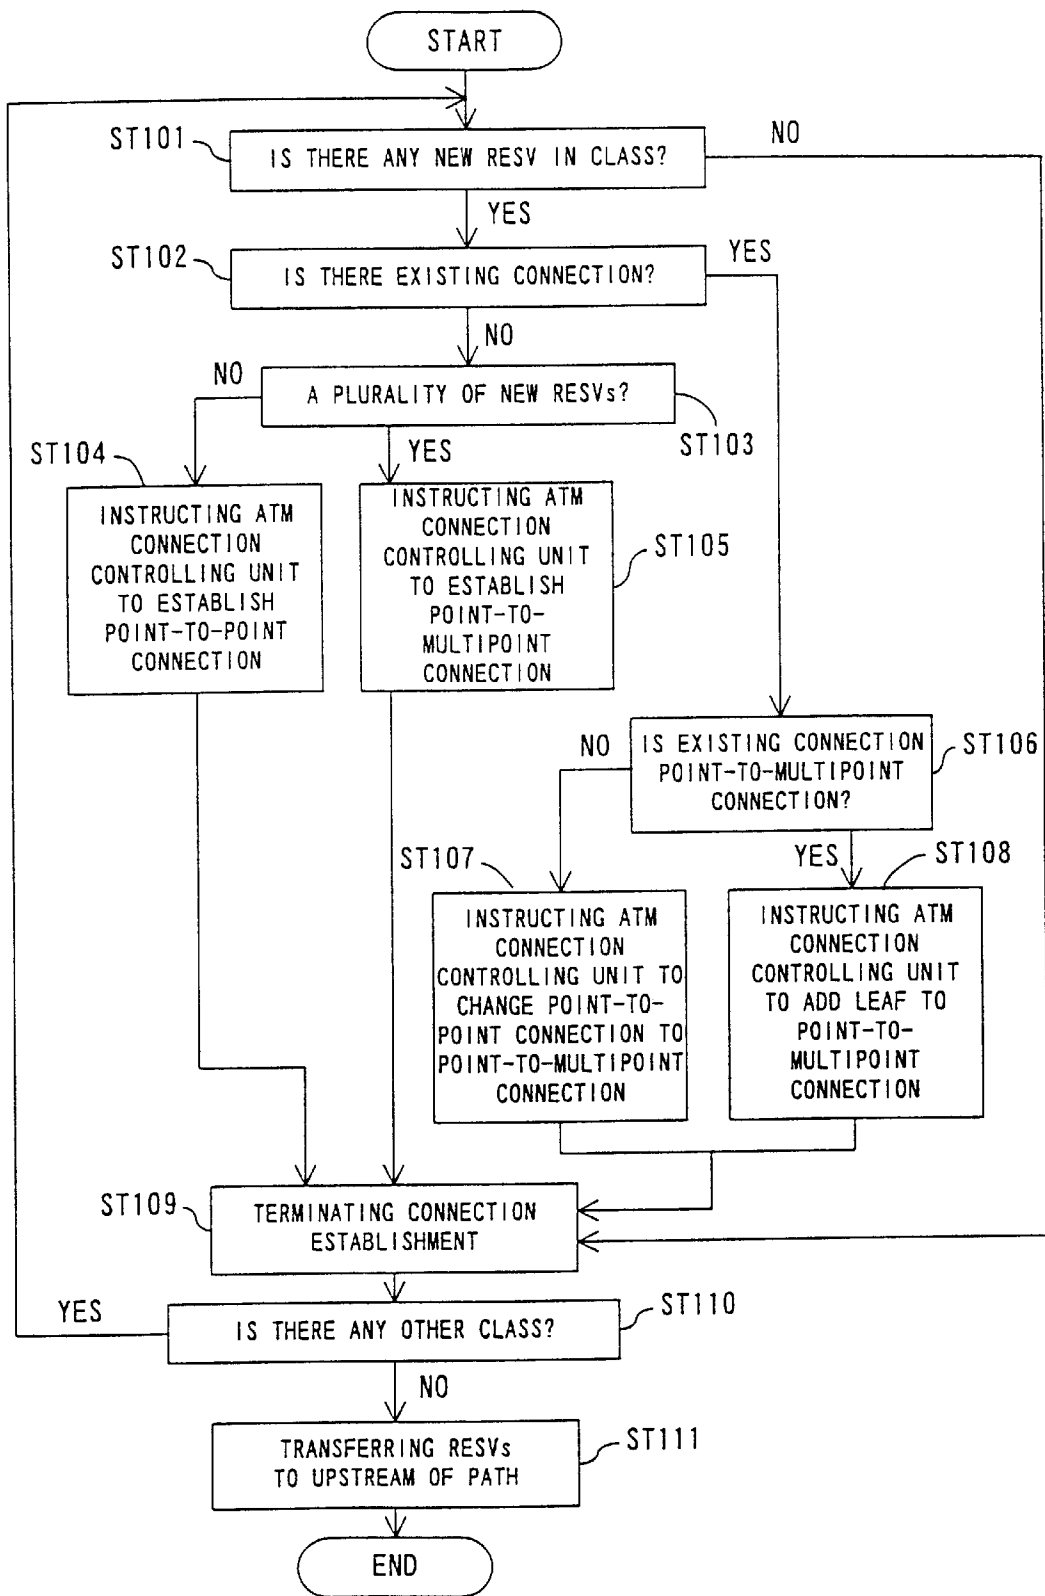 START
ST101
IS THERE ANY NEW RESV IN CLASS?
NO
YES
ST102
IS THERE EXISTING CONNECTION?
YES
NO
NO
A PLURALITY OF NEW RESVs?
ST103
YES
ST104
INSTRUCTING ATM
CONNECTION
CONTROLLING UNIT
TO ESTABLISH
POINT-TO-POINT
CONNECTION
INSTRUCTING ATM
CONNECTION
CONTROLLING UNIT
TO ESTABLISH
POINT-TO-
MULTIPOINT
CONNECTION
ST105
NO
IS EXISTING CONNECTION
POINT-TO-MULTIPOINT
CONNECTION?
ST106
YES
ST107
ST108
INSTRUCTING ATM
CONNECTION
CONTROLLING UNIT TO
CHANGE POINT-TO-
POINT CONNECTION TO
POINT-TO-MULTIPOINT
CONNECTION
INSTRUCTING ATM
CONNECTION
CONTROLLING UNIT
TO ADD LEAF TO
POINT-TO-
MULTIPOINT
CONNECTION
ST109
TERMINATING CONNECTION
ESTABLISHMENT
YES
IS THERE ANY OTHER CLASS?
ST110
NO
TRANSFERRING RESVs
TO UPSTREAM OF PATH
ST111
END